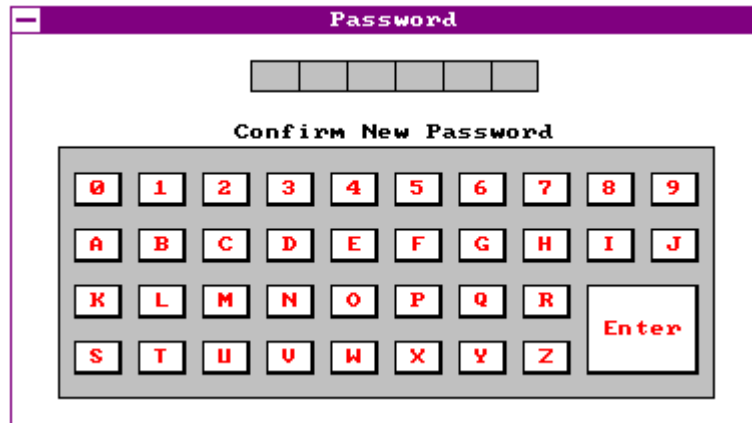 Password
Confirm New Password
0 1 2 3 4 5 6 7 8 9
A B C D E F G H I J
K L M N O P Q R
Enter
S T U V W X Y Z